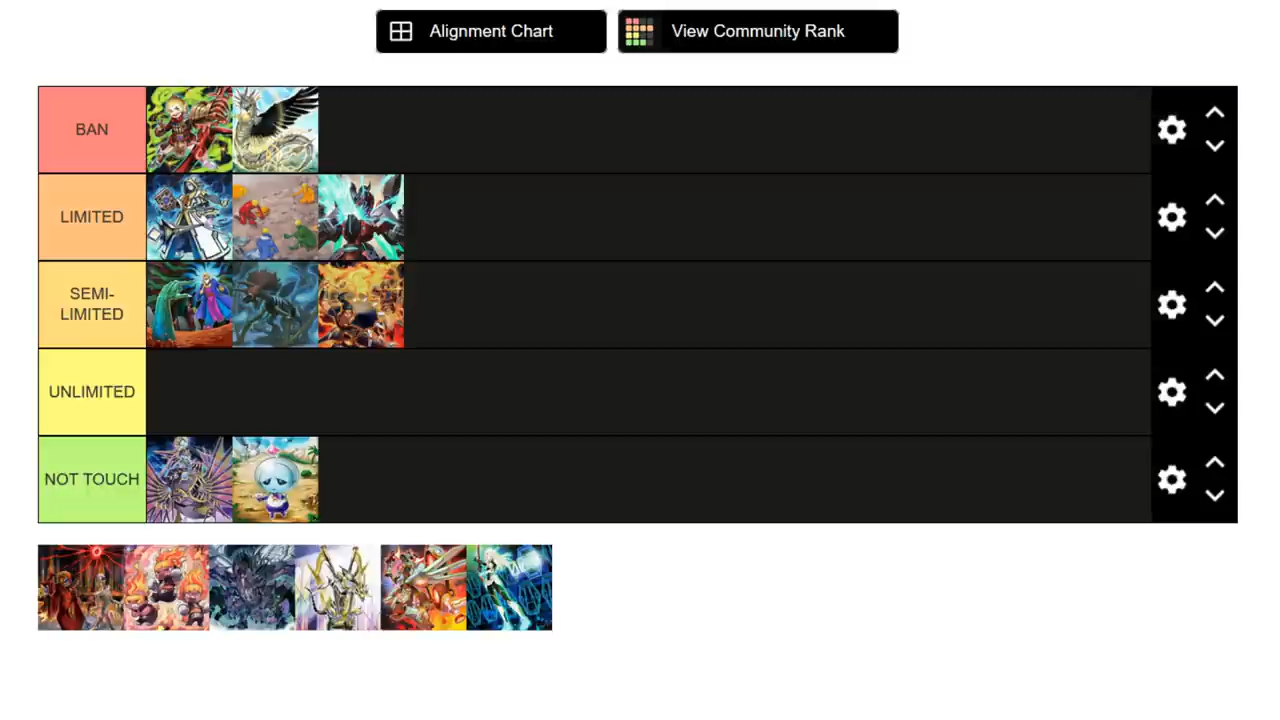 Alignment Chart
View Community Rank
BAN
LIMITED
SEMI-
LIMITED
UNLIMITED
NOT TOUCH